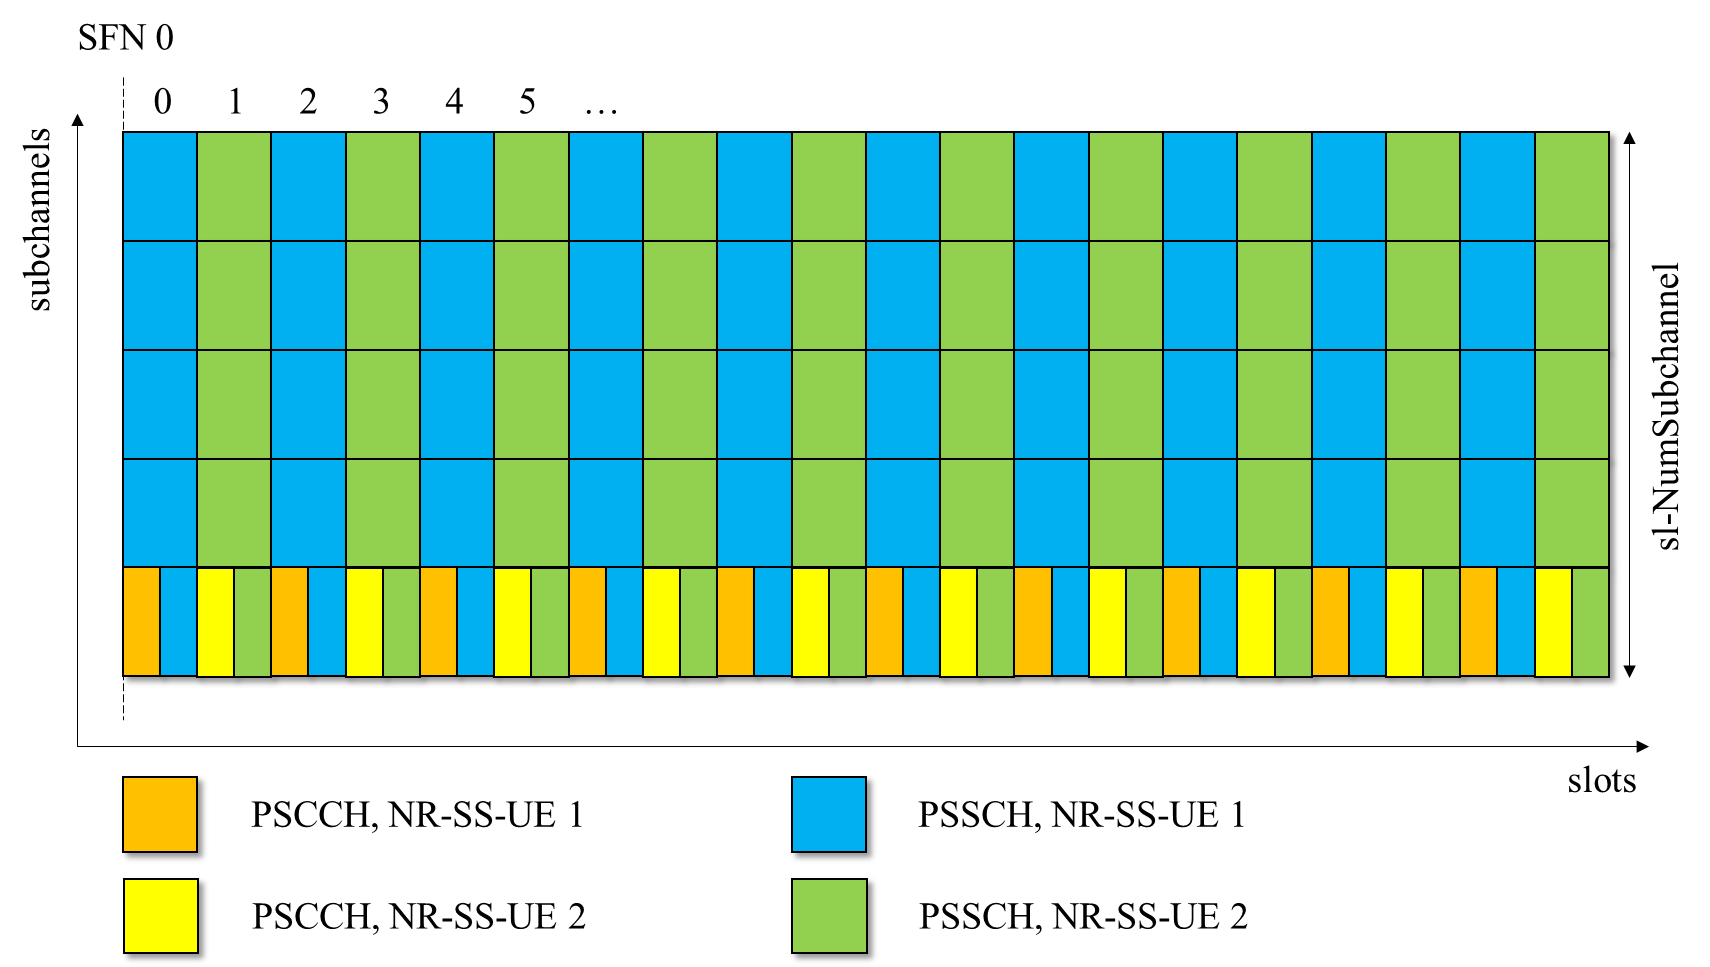 SFN 0
0 1 2 3 4 5 …
subchannels
sl-NumSubchannel
slots
PSCCH, NR-SS-UE 1
PSSCH, NR-SS-UE 1
PSCCH, NR-SS-UE 2
PSSCH, NR-SS-UE 2